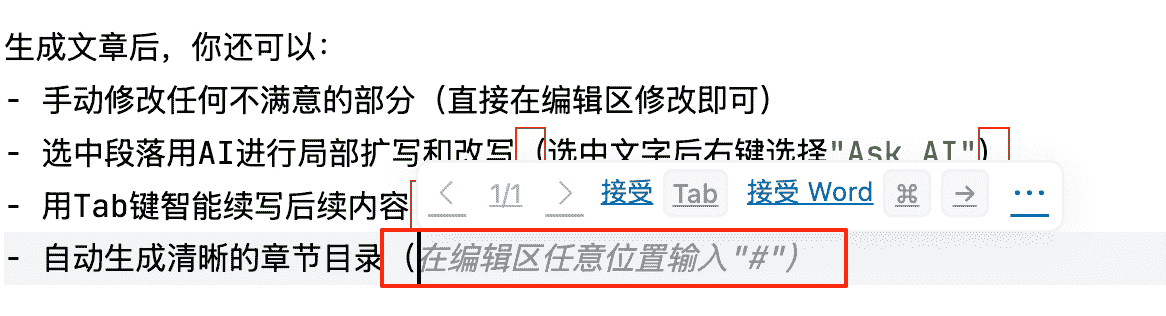 生成文章后，你还可以：
- 手动修改任何不满意的部分（直接在编辑区修改即可）
- 选中段落用AI进行局部扩写和改写（选中文字后右键选择"Ask AI"）
1/1 接受 Tab 接受 Word ⌘ → ···
- 用Tab键智能续写后续内容
- 自动生成清晰的章节目录（在编辑区任意位置输入"#"）